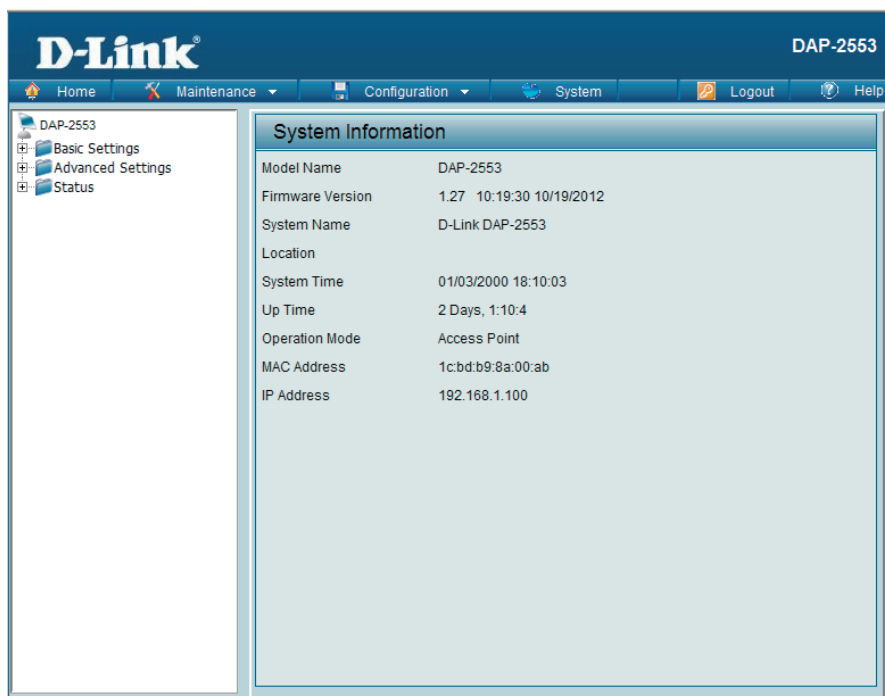 D-Link®
DAP-2553
Home Maintenance Configuration System Logout Help
DAP-2553
Basic Settings
Advanced Settings
Status
System Information
Model Name DAP-2553
Firmware Version 1.27 10:19:30 10/19/2012
System Name D-Link DAP-2553
Location
System Time 01/03/2000 18:10:03
Up Time 2 Days, 1:10:4
Operation Mode Access Point
MAC Address 1c:bd:b9:8a:00:ab
IP Address 192.168.1.100